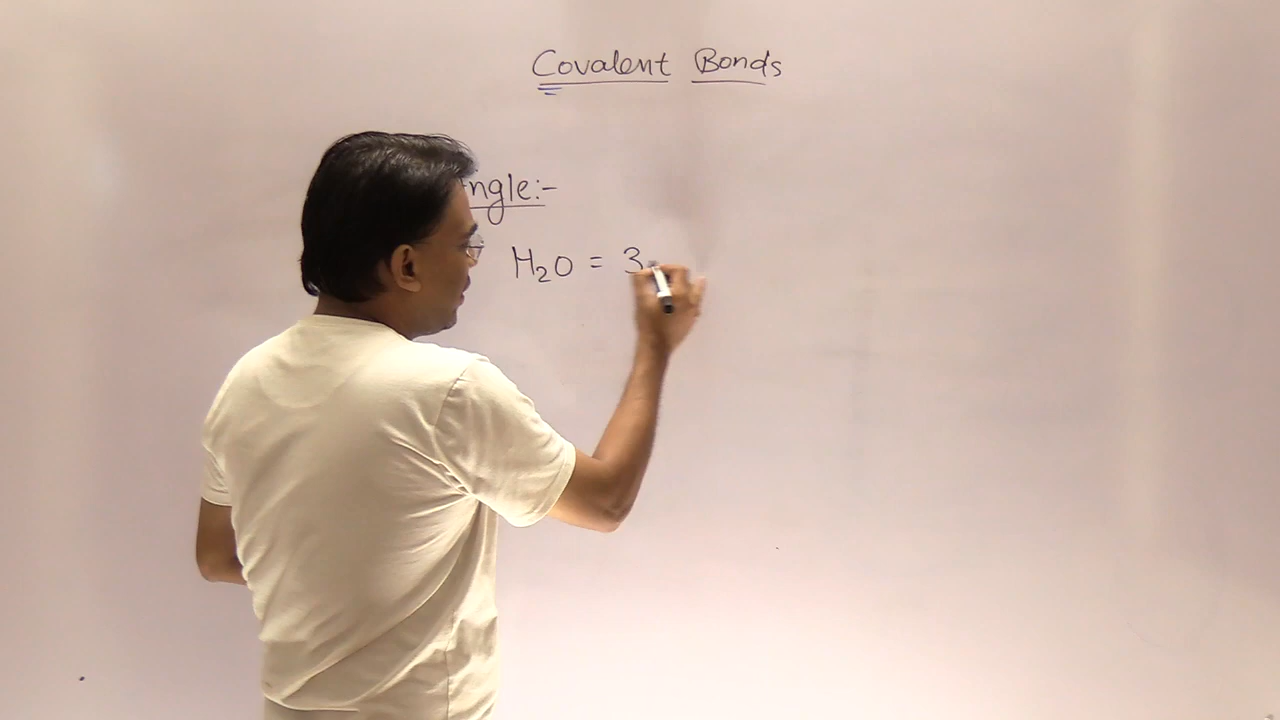 Covalent Bonds
ngle:-
H₂O = 3